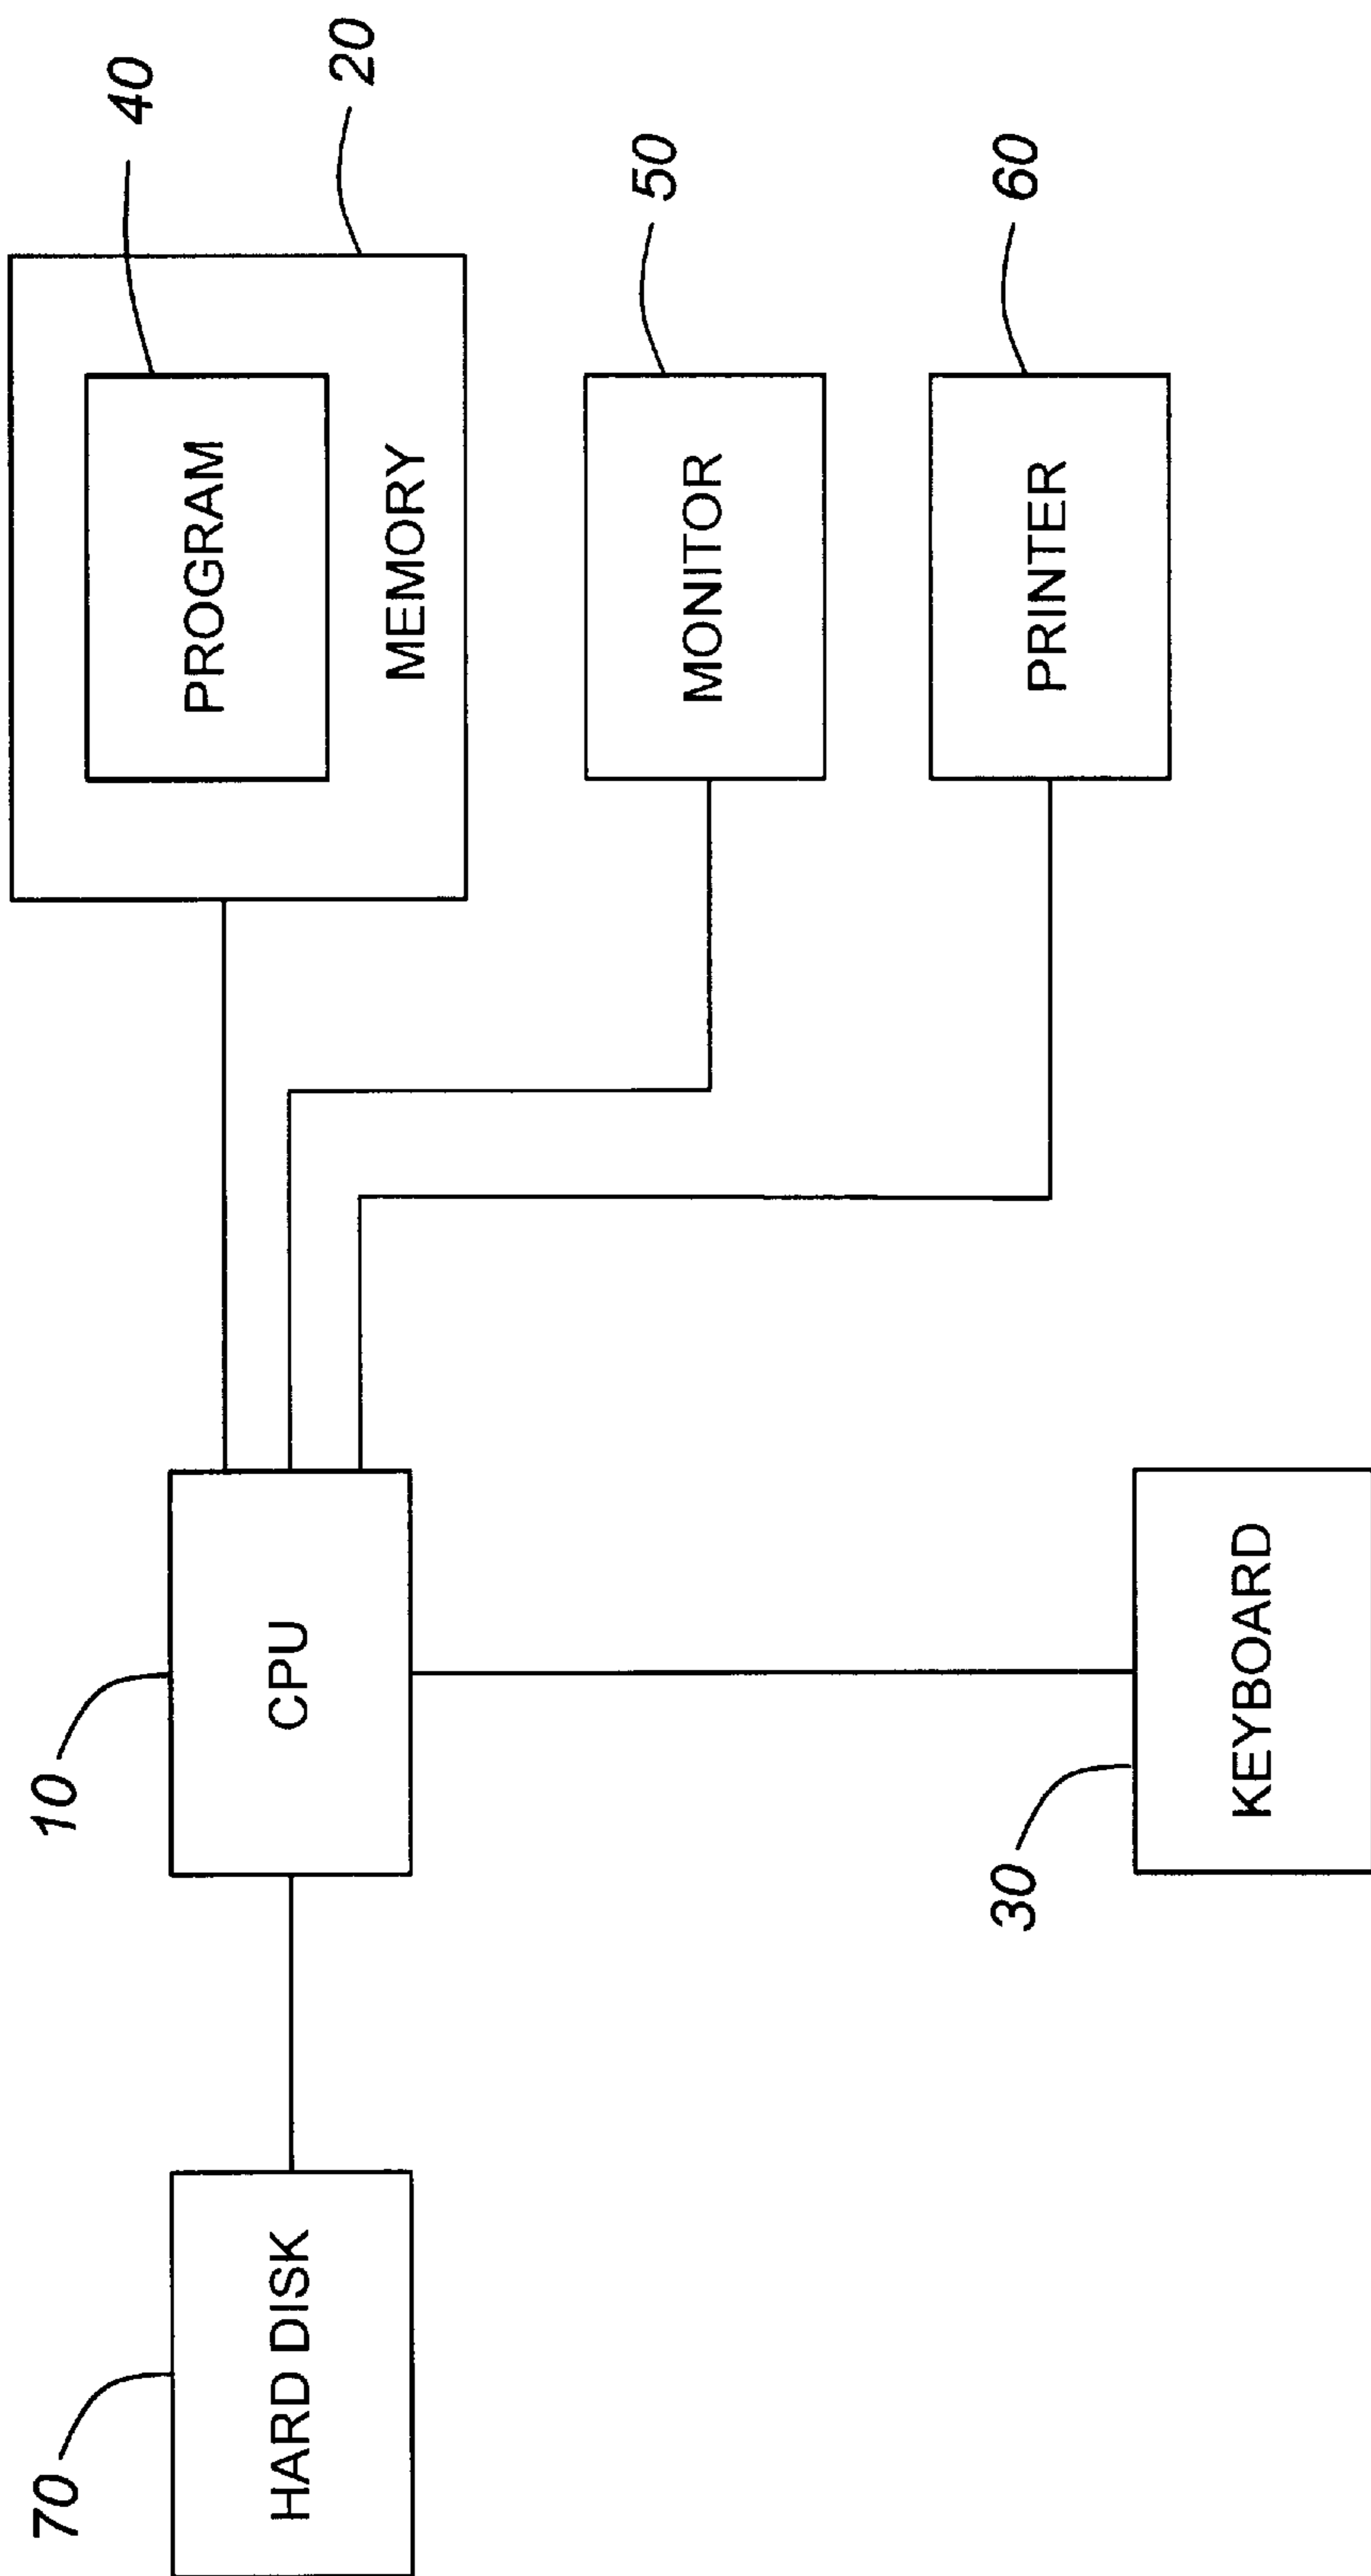 40
20
PROGRAM
MEMORY
50
MONITOR
60
PRINTER
10
CPU
30
KEYBOARD
70
HARD DISK